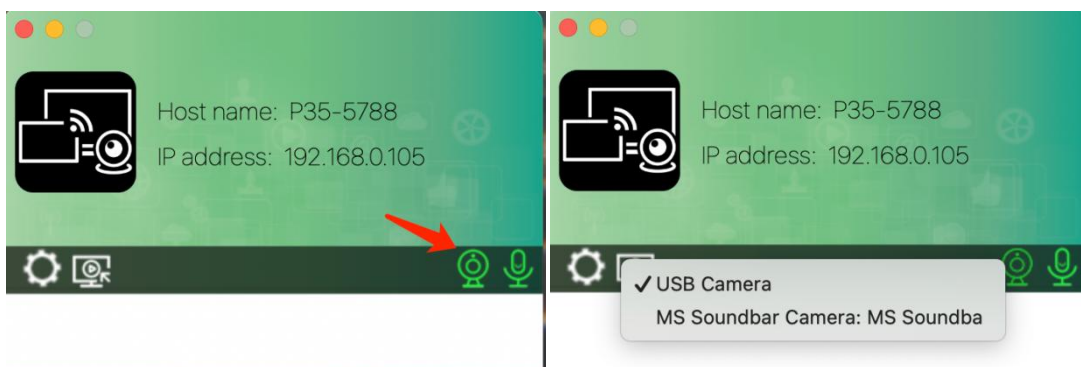 Host name: P35-5788
IP address: 192.168.0.105
Host name: P35-5788
IP address: 192.168.0.105
✓ USB Camera
MS Soundbar Camera: MS Soundba